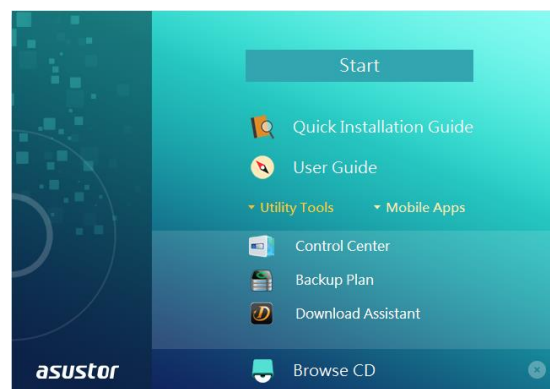 Start
Quick Installation Guide
User Guide
Utility Tools Mobile Apps
Control Center
Backup Plan
Download Assistant
asustor Browse CD